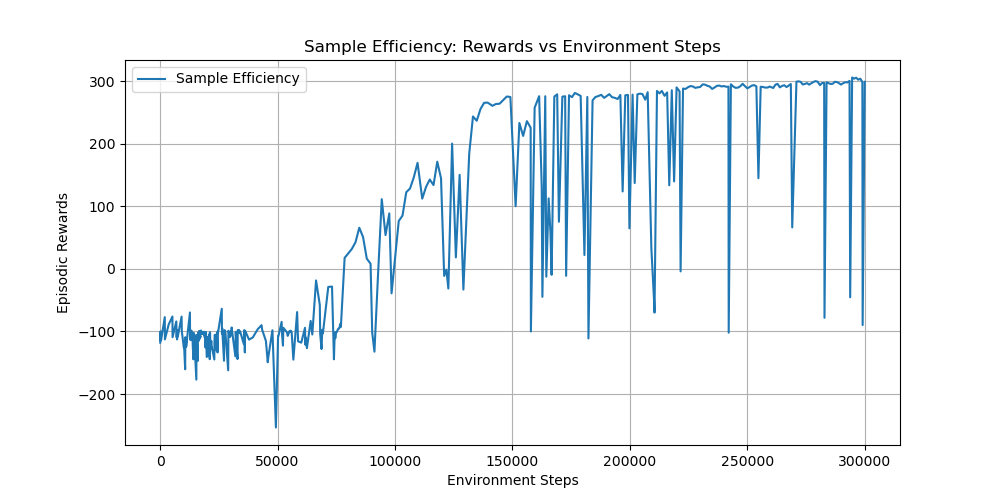 Sample Efficiency: Rewards vs Environment Steps
Sample Efficiency
300
200
100
0
−100
−200
Episodic Rewards
0 50000 100000 150000 200000 250000 300000
Environment Steps